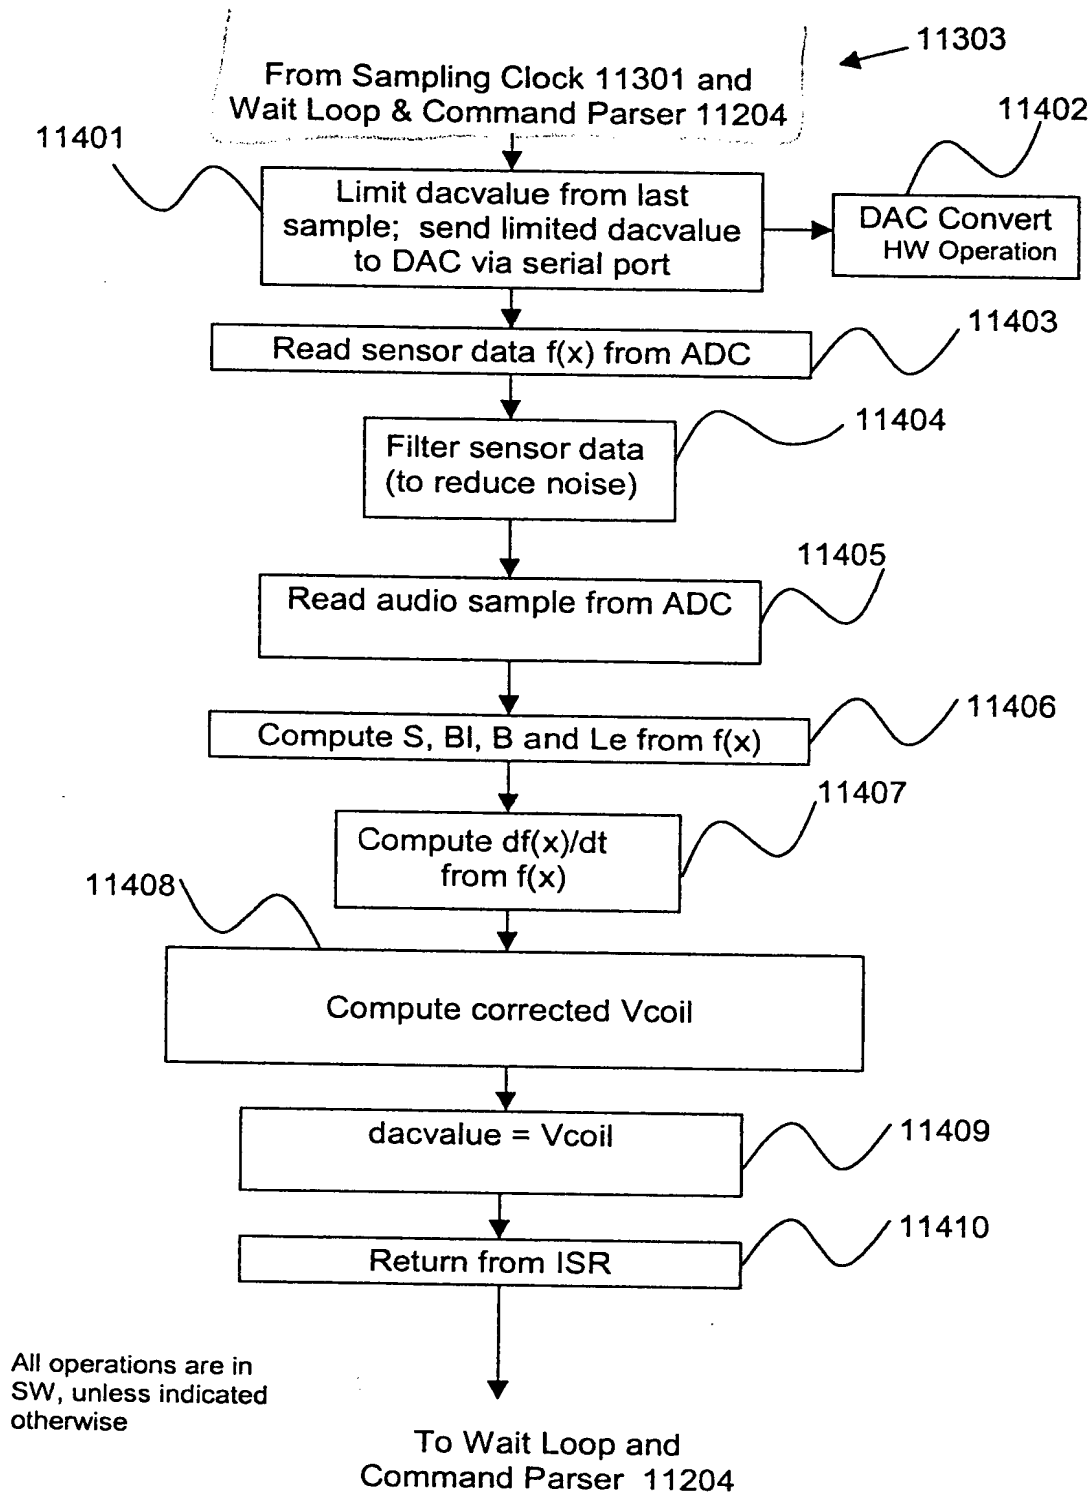 11303
From Sampling Clock 11301 and
Wait Loop & Command Parser 11204
11401
11402
Limit dacvalue from last
sample; send limited dacvalue
to DAC via serial port
DAC Convert
HW Operation
11403
Read sensor data f(x) from ADC
11404
Filter sensor data
(to reduce noise)
11405
Read audio sample from ADC
11406
Compute S, Bl, B and Le from f(x)
11407
Compute df(x)/dt
from f(x)
11408
Compute corrected Vcoil
dacvalue = Vcoil
11409
11410
Return from ISR
All operations are in
SW, unless indicated
otherwise
To Wait Loop and
Command Parser 11204